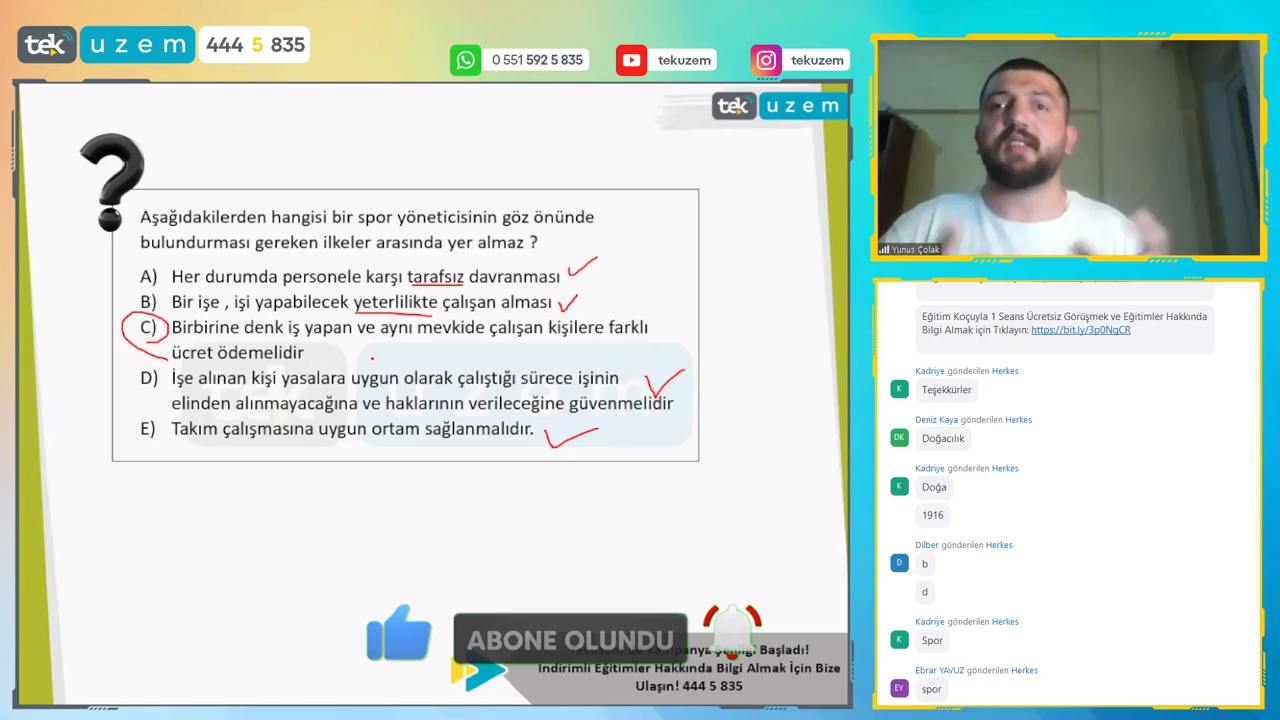 tek uzem 444 5 835
0 551 592 5 835
tekuzem
tekuzem
tek uzem
Aşağıdakilerden hangisi bir spor yöneticisinin göz önünde
bulundurması gereken ilkeler arasında yer almaz ?
A) Her durumda personele karşı tarafsız davranması
B) Bir işe , işi yapabilecek yeterlilikte çalışan alması
C) Birbirine denk iş yapan ve aynı mevkide çalışan kişilere farklı
ücret ödemelidir
D) İşe alınan kişi yasalara uygun olarak çalıştığı sürece işinin
elinden alınmayacağına ve haklarının verileceğine güvenmelidir
E) Takım çalışmasına uygun ortam sağlanmalıdır.
ABONE OLUNDU
Başladı!
İndirimli Eğitimler Hakkında Bilgi Almak İçin Bize
Ulaşın! 444 5 835
Yunus Çolak
Eğitim Koçuyla 1 Seans Ücretsiz Görüşmek ve Eğitimler Hakkında
Bilgi Almak için Tıklayın: https://bit.ly/3p0NqCR
Kadriye gönderilen Herkes
K Teşekkürler
Deniz Kaya gönderilen Herkes
DK Doğacılık
Kadriye gönderilen Herkes
K Doğa
1916
Dilber gönderilen Herkes
D b
d
Kadriye gönderilen Herkes
K Spor
Ebrar YAVUZ gönderilen Herkes
EY spor